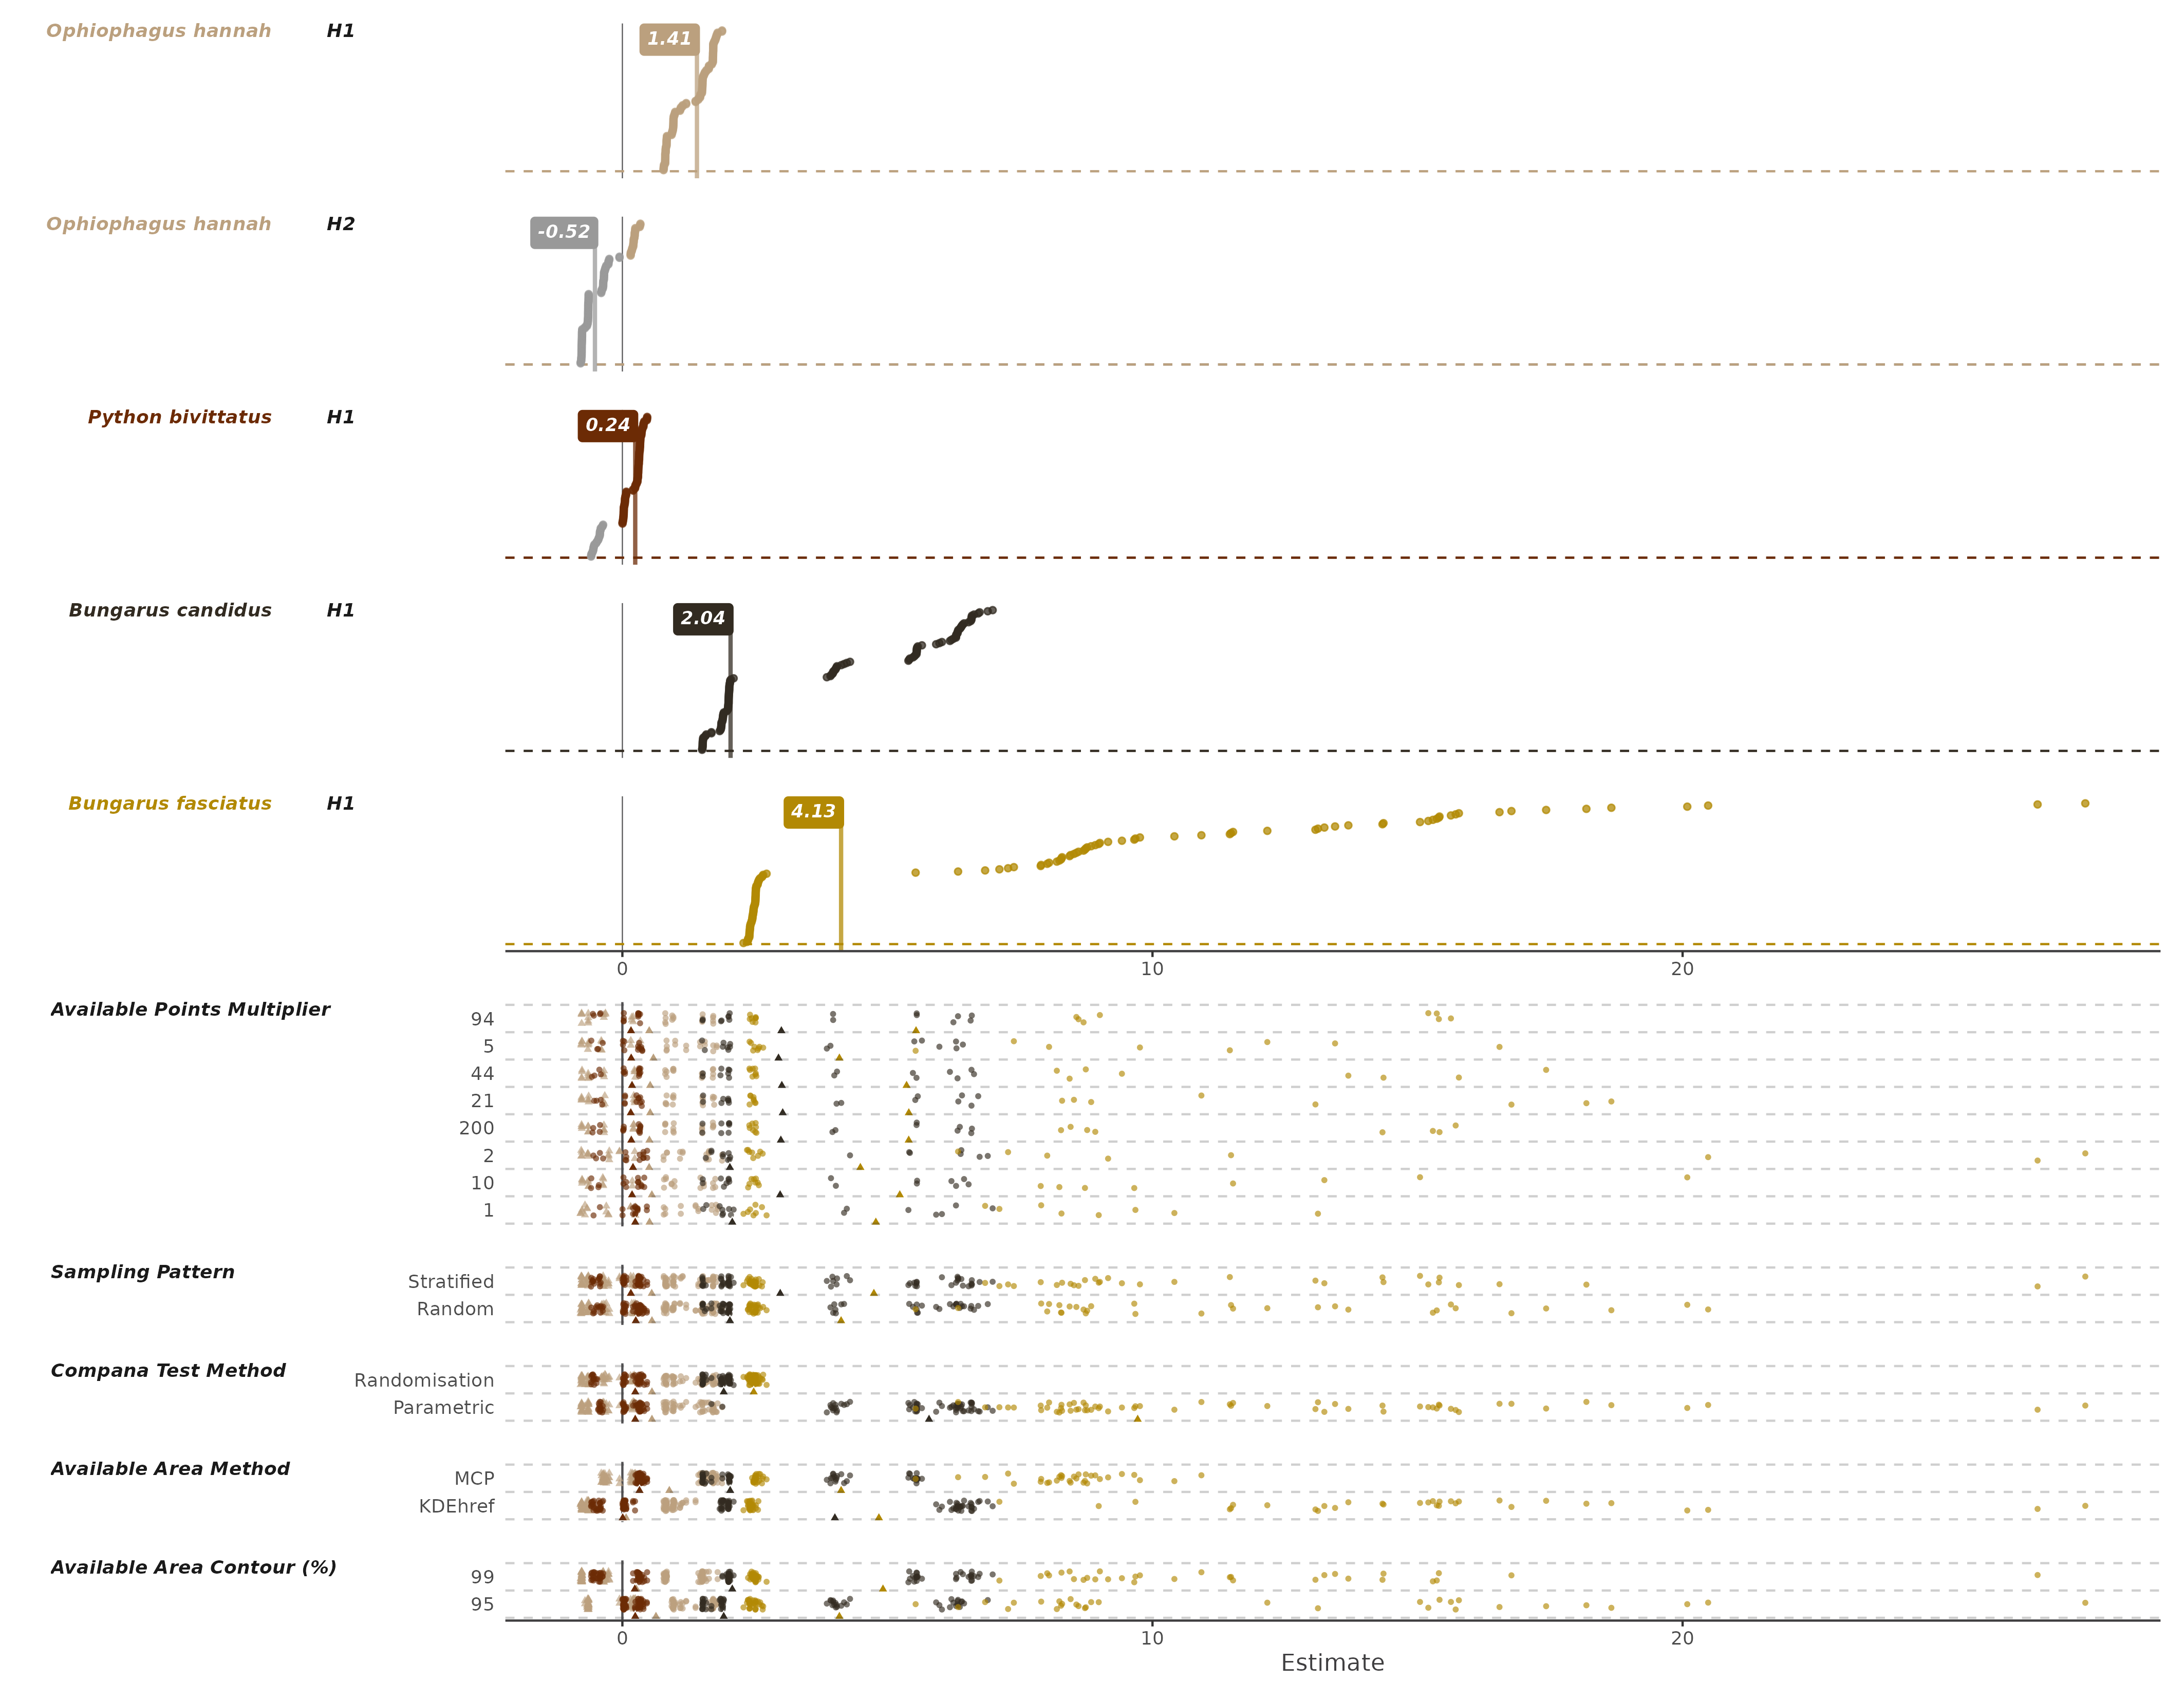 Ophiophagus hannah H1
1.41
Ophiophagus hannah H2
-0.52
Python bivittatus H1
0.24
Bungarus candidus H1
2.04
Bungarus fasciatus H1
4.13
0 10 20
Available Points Multiplier
94
5
44
21
200
2
10
1
Sampling Pattern
Stratified
Random
Compana Test Method
Randomisation
Parametric
Available Area Method
MCP
KDEhref
Available Area Contour (%)
99
95
0 10 20
Estimate